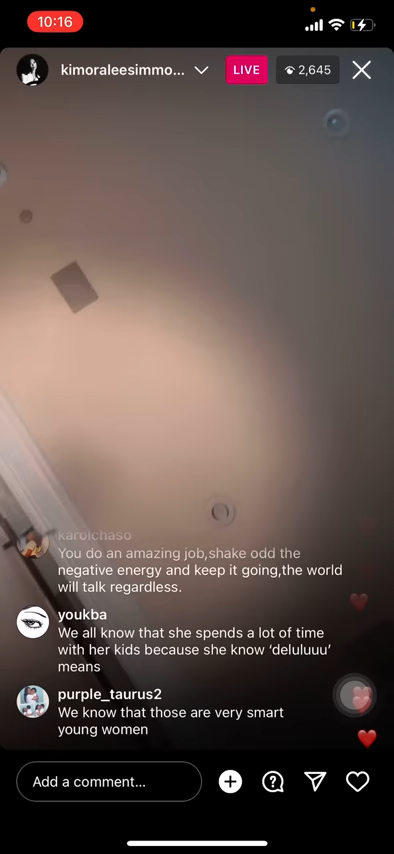 10:16
kimoraleesimmo...
LIVE
2,645
karolchaso
You do an amazing job,shake odd the
negative energy and keep it going,the world
will talk regardless.
youkba
We all know that she spends a lot of time
with her kids because she know ‘deluluuu’
means
purple_taurus2
We know that those are very smart
young women
Add a comment...